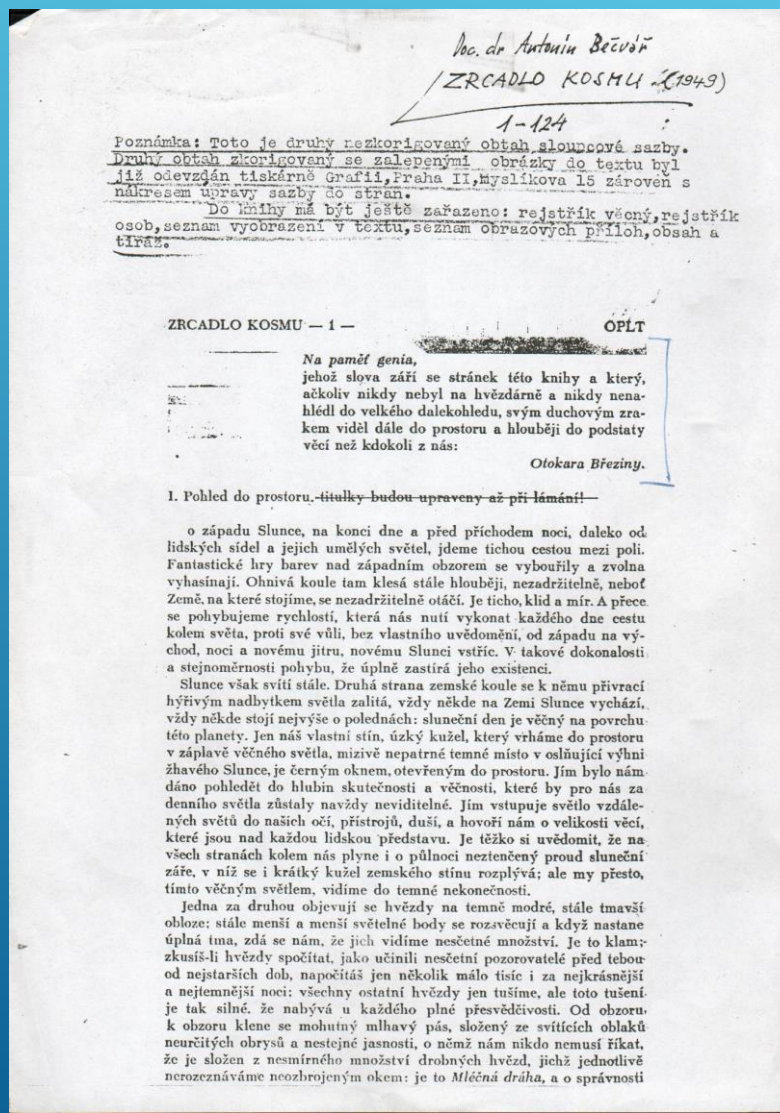 Doc. dr Antonín Bečvář
ZRCADLO KOSMU (1949)
1-124
Poznámka: Toto je druhý nezkorigovaný obtah sloupcové sazby.
Druhý obtah zkorigovaný se zalepenými obrázky do textu byl
již odevzdán tiskárně Grafii,Praha II,Myslíkova 15 zároveň s
nákresem úpravy sazby do stran.
Do knihy má být ještě zařazeno: rejstřík věcný,rejstřík
osob,seznam vyobrazení v textu,seznam obrazových příloh,obsah a
tiráž.
ZRCADLO KOSMU — 1 — OPLT
Na paměť genia,
jehož slova září se stránek této knihy a který,
ačkoliv nikdy nebyl na hvězdárně a nikdy nena-
hlédl do velkého dalekohledu, svým duchovým zra-
kem viděl dále do prostoru a hlouběji do podstaty
věcí než kdokoli z nás:
Otokara Březiny.
1. Pohled do prostoru. titulky budou upraveny až při lámání!
o západu Slunce, na konci dne a před příchodem noci, daleko od
lidských sídel a jejich umělých světel, jdeme tichou cestou mezi poli.
Fantastické hry barev nad západním obzorem se vybouřily a zvolna
vyhasínají. Ohnivá koule tam klesá stále hlouběji, nezadržitelně, neboť
Země, na které stojíme, se nezadržitelně otáčí. Je ticho, klid a mír. A přece
se pohybujeme rychlostí, která nás nutí vykonat každého dne cestu
kolem světa, proti své vůli, bez vlastního uvědomění, od západu na vý-
chod, noci a novému jitru, novému Slunci vstříc. V takové dokonalosti
a stejnoměrnosti pohybu, že úplně zastírá jeho existenci.
Slunce však svítí stále. Druhá strana zemské koule se k němu přivrací
hýřivým nadbytkem světla zalitá, vždy někde na Zemi Slunce vychází,
vždy někde stojí nejvýše o polednách: sluneční den je věčný na povrchu
této planety. Jen náš vlastní stín, úzký kužel, který vrháme do prostoru
v záplavě věčného světla, mizivě nepatrné temné místo v oslňující výhni
žhavého Slunce, je černým oknem, otevřeným do prostoru. Jím bylo nám
dáno pohledět do hlubin skutečnosti a věčnosti, které by pro nás za
denního světla zůstaly navždy neviditelné. Jím vstupuje světlo vzdále-
ných světů do našich očí, přístrojů, duší, a hovoří nám o velikosti věcí,
které jsou nad každou lidskou představu. Je těžko si uvědomit, že na
všech stranách kolem nás plyne i o půlnoci neztenčený proud sluneční
záře, v níž se i krátký kužel zemského stínu rozplývá; ale my přesto,
tímto věčným světlem, vidíme do temné nekonečnosti.
Jedna za druhou objevují se hvězdy na temně modré, stále tmavší
obloze; stále menší a menší světelné body se rozsvěcují a když nastane
úplná tma, zdá se nám, že jich vidíme nesčetné množství. Je to klam;
zkusíš-li hvězdy spočítat, jako učinili nesčetní pozorovatelé před tebou
od nejstarších dob, napočítáš jen několik málo tisíc i za nejkrásnější
a nejtemnější noci: všechny ostatní hvězdy jen tušíme, ale toto tušení
je tak silné, že nabývá u každého plné přesvědčivosti. Od obzoru
k obzoru klene se mohutný mlhavý pás, složený ze svítících oblaků
neurčitých obrysů a nestejné jasnosti, o němž nám nikdo nemusí říkat,
že je složen z nesmírného množství drobných hvězd, jichž jednotlivě
nerozeznáváme neozbrojeným okem: je to Mléčná dráha, a o správnosti